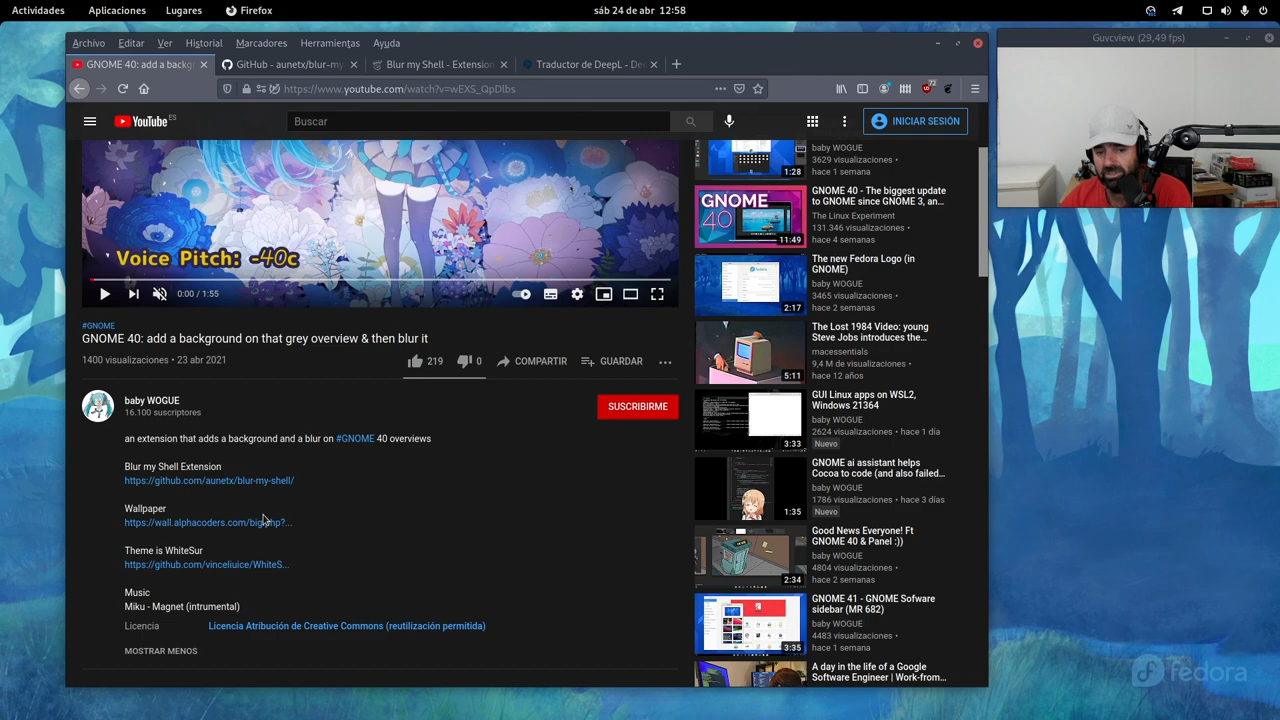 Actividades
Aplicaciones
Lugares
Firefox
sáb 24 de abr 12:58
Archivo
Editar
Ver
Historial
Marcadores
Herramientas
Ayuda
Guvcview (29,49 fps)
GNOME 40: add a backg
GitHub - aunetx/blur-my-
Blur my Shell - Extension
Traductor de DeepL - De
https://www.youtube.com/watch?v=wEXS_QpDlbs
72
YouTube ES
Buscar
INICIAR SESIÓN
Voice Pitch: -40c
0:00 / 1:55
#GNOME
GNOME 40: add a background on that grey overview & then blur it
1400 visualizaciones • 23 abr 2021
219
0
COMPARTIR
GUARDAR
baby WOGUE
16.100 suscriptores
SUSCRIBIRME
an extension that adds a background and a blur on #GNOME 40 overviews
Blur my Shell Extension
https://github.com/aunetx/blur-my-shell/
Wallpaper
https://wall.alphacoders.com/big.php?...
Theme is WhiteSur
https://github.com/vinceliuice/WhiteS...
Music
Miku - Magnet (intrumental)
Licencia
Licencia Atribución de Creative Commons (reutilización permitida)
MOSTRAR MENOS
baby WOGUE
3629 visualizaciones •
hace 1 semana
1:28
GNOME 40
11:49
GNOME 40 - The biggest update
to GNOME since GNOME 3, an...
The Linux Experiment
131.346 visualizaciones •
hace 4 semanas
2:17
The new Fedora Logo (in
GNOME)
baby WOGUE
3465 visualizaciones •
hace 2 semanas
5:11
The Lost 1984 Video: young
Steve Jobs introduces the...
macessentials
9,4 M de visualizaciones •
hace 12 años
3:33
GUI Linux apps on WSL2,
Windows 21364
baby WOGUE
2624 visualizaciones • hace 1 día
Nuevo
1:35
GNOME ai assistant helps
Cocoa to code (and also failed...
baby WOGUE
1786 visualizaciones • hace 3 días
Nuevo
2:34
Good News Everyone! Ft
GNOME 40 & Panel :))
baby WOGUE
4804 visualizaciones •
hace 2 semanas
3:35
GNOME 41 - GNOME Sofware
sidebar (MR 682)
baby WOGUE
4483 visualizaciones •
hace 1 semana
A day in the life of a Google
Software Engineer | Work-from...
fedora